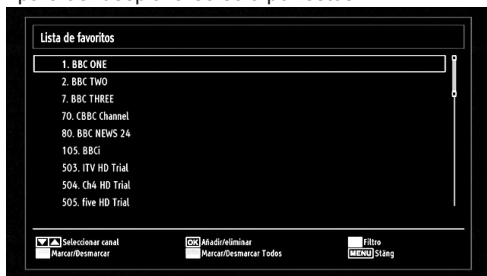 Lista de favoritos
1. BBC ONE
2. BBC TWO
7. BBC THREE
70. CBBC Channel
80. BBC NEWS 24
105. BBCi
503. ITV HD Trial
504. Ch4 HD Trial
505. five HD Trial
Seleccionar canal OK Añadir/eliminar Filtro
Marcar/Desmarcar Marcar/Desmarcar Todos MENU Stäng